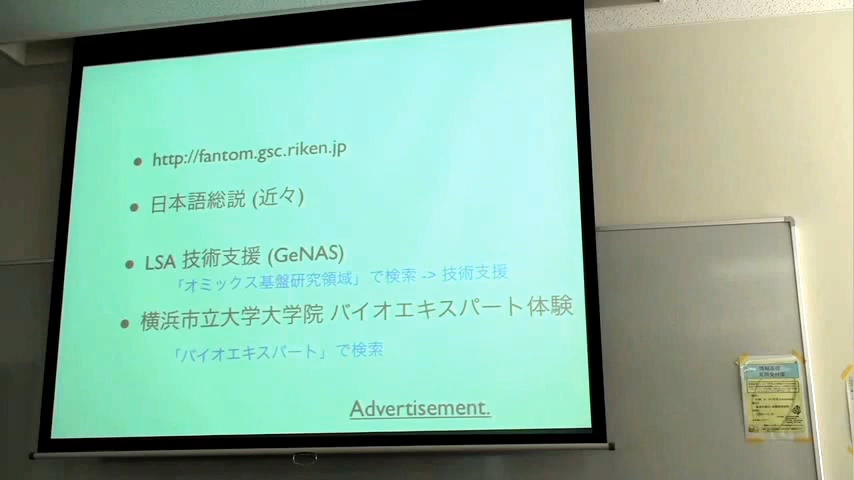 http://fantom.gsc.riken.jp
日本語総説 (近々)
LSA 技術支援 (GeNAS)
「オミックス基盤研究領域」で検索 -> 技術支援
横浜市立大学大学院 バイオエキスパート体験
「バイオエキスパート」で検索
Advertisement.